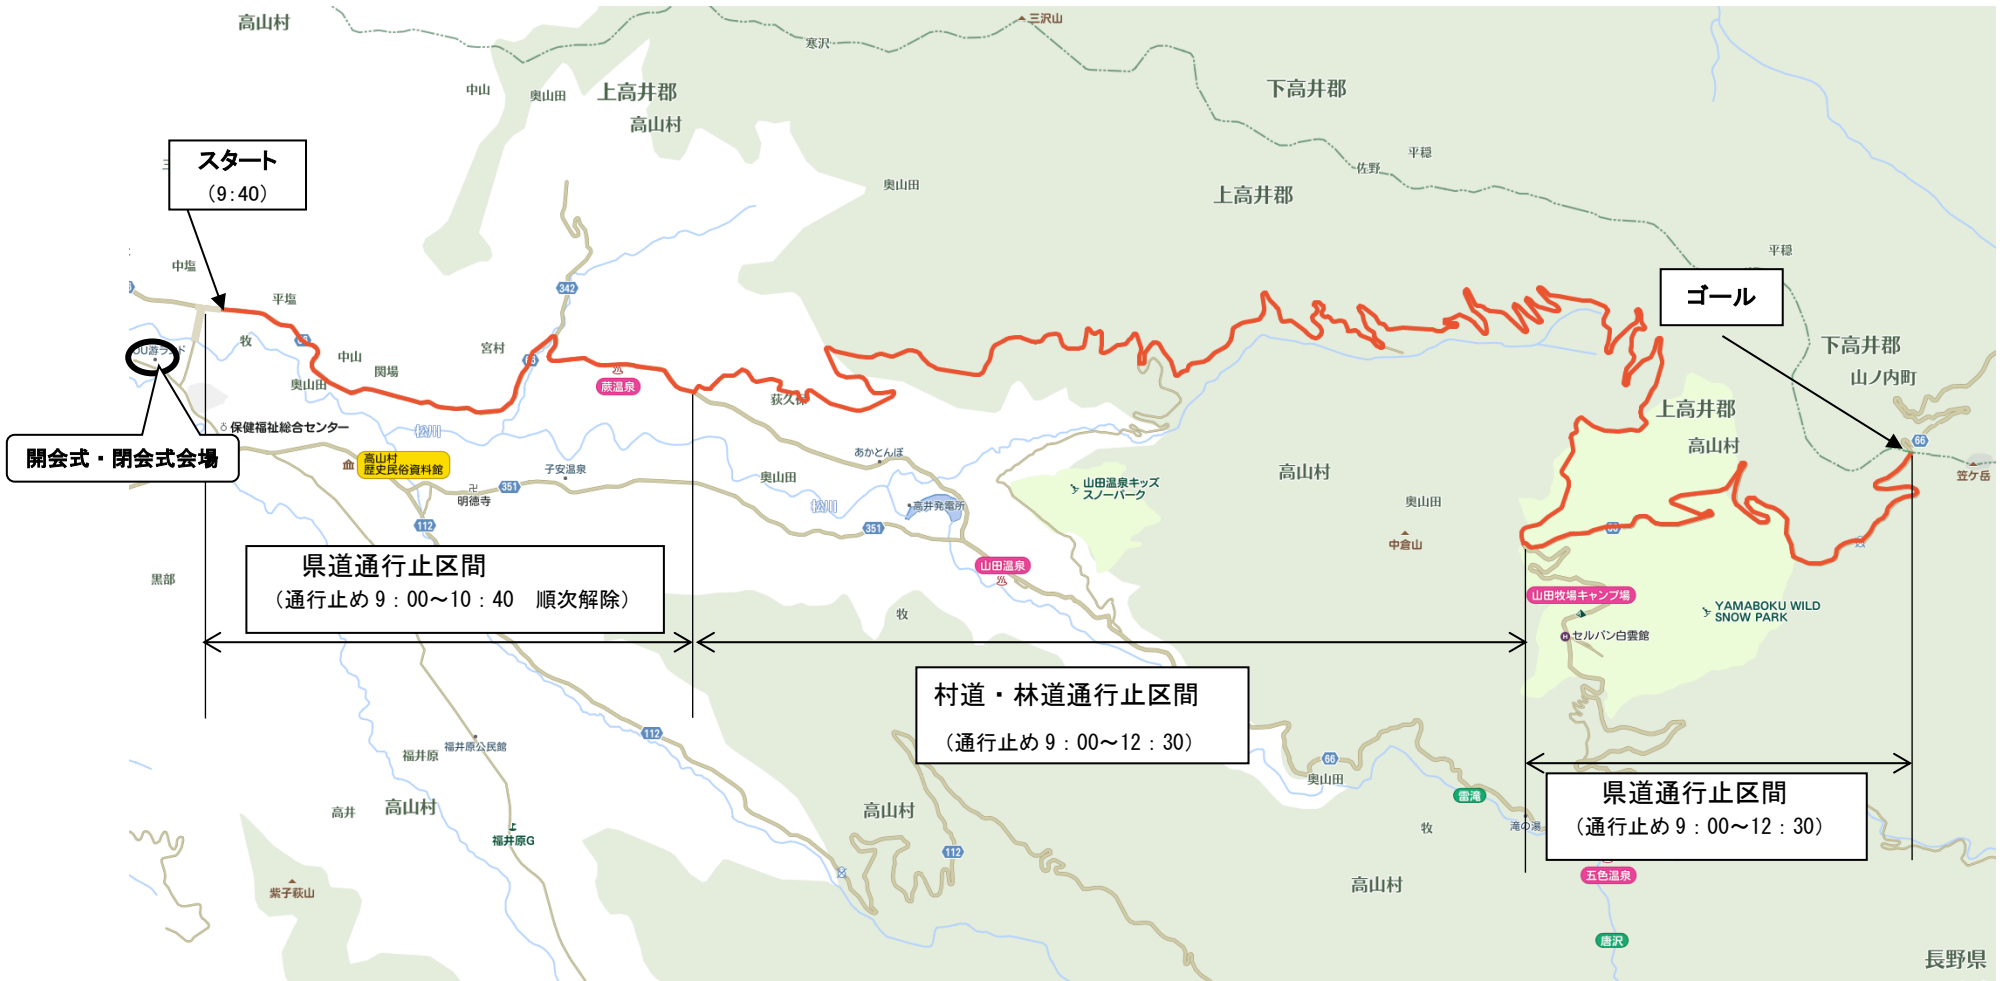 高山村
三沢山
寒沢
中山
奥山田
上高井郡
高山村
下高井郡
スタート
（9:40）
平穏
佐野
奥山田
上高井郡
中塩
平塩
342
平穏
ゴール
牧
中山
関場
宮村
奥山田
蕨温泉
荻久保
下高井郡
山ノ内町
上高井郡
高山村
保健福祉総合センター
松川
開会式・閉会式会場
高山村
歴史民俗資料館
子安温泉
明徳寺
351
112
あかとんぼ
奥山田
松川
高井発電所
351
山田温泉
山田温泉キッズ
スノーパーク
高山村
奥山田
中倉山
66
笠ケ岳
黒部
県道通行止区間
（通行止め 9：00～10：40　順次解除）
牧
山田牧場キャンプ場
セルバン白雲館
YAMABOKU WILD
SNOW PARK
村道・林道通行止区間
（通行止め 9：00～12：30）
福井原
福井原公民館
112
66
奥山田
県道通行止区間
（通行止め 9：00～12：30）
高井
高山村
福井原G
高山村
112
雷滝
牧
滝の湯
紫子萩山
高山村
五色温泉
唐沢
長野県